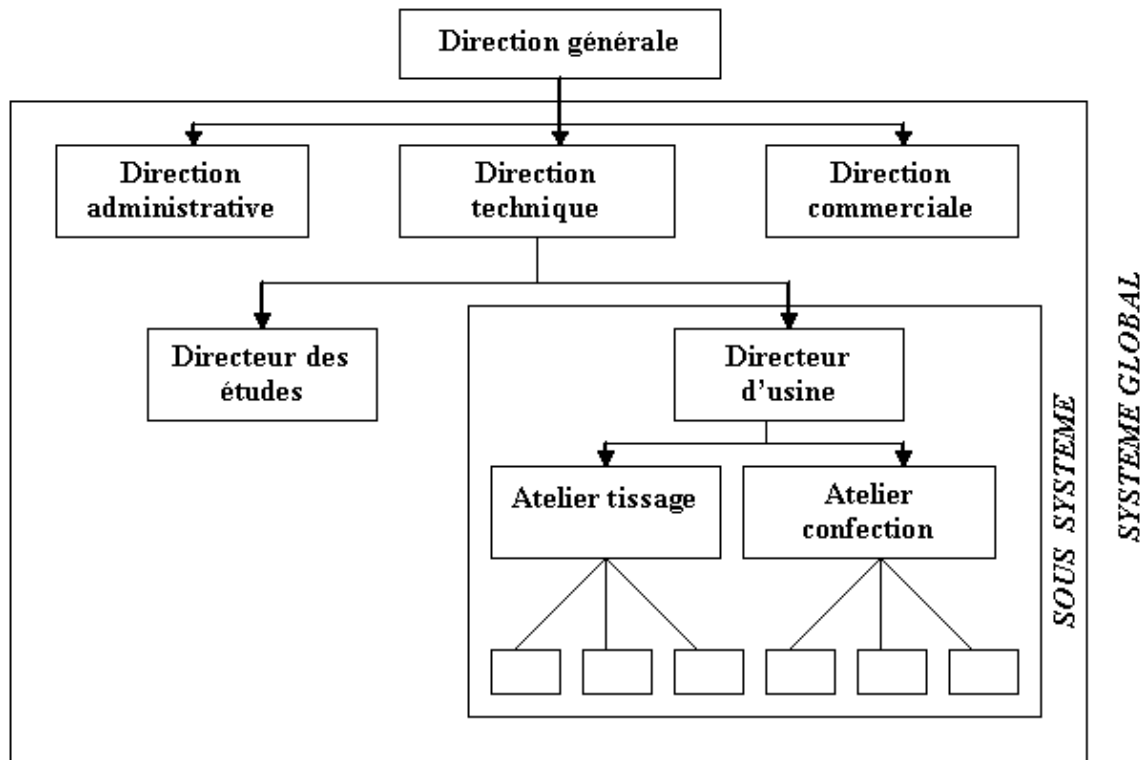 Direction générale
Direction
administrative
Direction
technique
Direction
commerciale
Directeur des
études
Directeur
d'usine
Atelier tissage
Atelier
confection
SOUS SYSTEME
SYSTEME GLOBAL